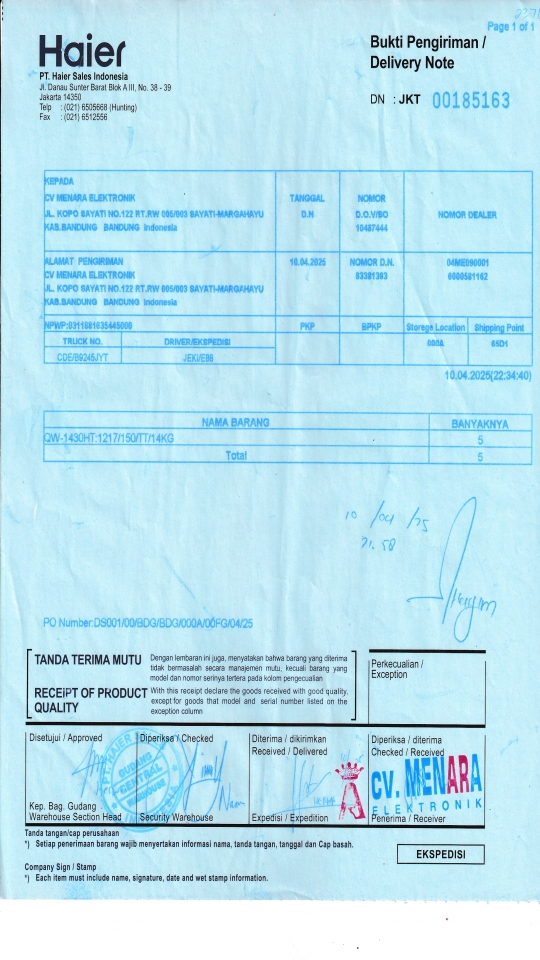 Page 1 of 1
Haier
Bukti Pengiriman /
Delivery Note
PT. Haier Sales Indonesia
Jl. Danau Sunter Barat Blok A III, No. 38 - 39
Jakarta 14350
Telp : (021) 6505668 (Hunting)
Fax : (021) 6512556
DN : JKT 00185163
KEPADA
CV MENARA ELEKTRONIK
JL. KOPO SAYATI NO.122 RT.RW 005/003 SAYATI-MARGAHAYU
KAB.BANDUNG BANDUNG Indonesia
TANGGAL
D.N
NOMOR
D.O.V/SO
10487444
NOMOR DEALER
ALAMAT PENGIRIMAN
CV MENARA ELEKTRONIK
JL. KOPO SAYATI NO.122 RT.RW 005/003 SAYATI-MARGAHAYU
KAB.BANDUNG BANDUNG Indonesia
10.04.2025
NOMOR D.N.
83381393
04ME090001
6000581162
NPWP:0311881635445000
PKP
BPKP
Storege Location
Shipping Point
TRUCK NO.
DRIVER/EKSPEDISI
000A
65D1
CDE/B9245JYT
JEKI/EBB
10.04.2025(22:34:40)
NAMA BARANG
BANYAKNYA
QW-1430HT:1217/150/TT/14KG
5
Total
5
10/04/25
21.58
PO Number:DS001/00/BDG/BDG/000A/00FG/04/25
TANDA TERIMA MUTU
Dengan lembaran ini juga, menyatakan bahwa barang yang diterima
tidak bermasalah secara manajemen mutu, kecuali barang yang
model dan nomor serinya tertera pada kolom pengecualian
RECEIPT OF PRODUCT
QUALITY
With this receipt declare the goods received with good quality,
except for goods that model and serial number listed on the
exception column
Perkecualian /
Exception
Disetujui / Approved
Diperiksa / Checked
Diterima / dikirimkan
Received / Delivered
Diperiksa / diterima
Checked / Received
GUDANG
CENTRAL
CV. MENARA
ELEKTRONIK
Kep. Bag. Gudang
Warehouse Section Head
Security Warehouse
Expedisi / Expedition
Penerima / Receiver
Tanda tangan/cap perusahaan
*) Setiap penerimaan barang wajib menyertakan informasi nama, tanda tangan, tanggal dan Cap basah.
EKSPEDISI
Company Sign / Stamp
*) Each item must include name, signature, date and wet stamp information.